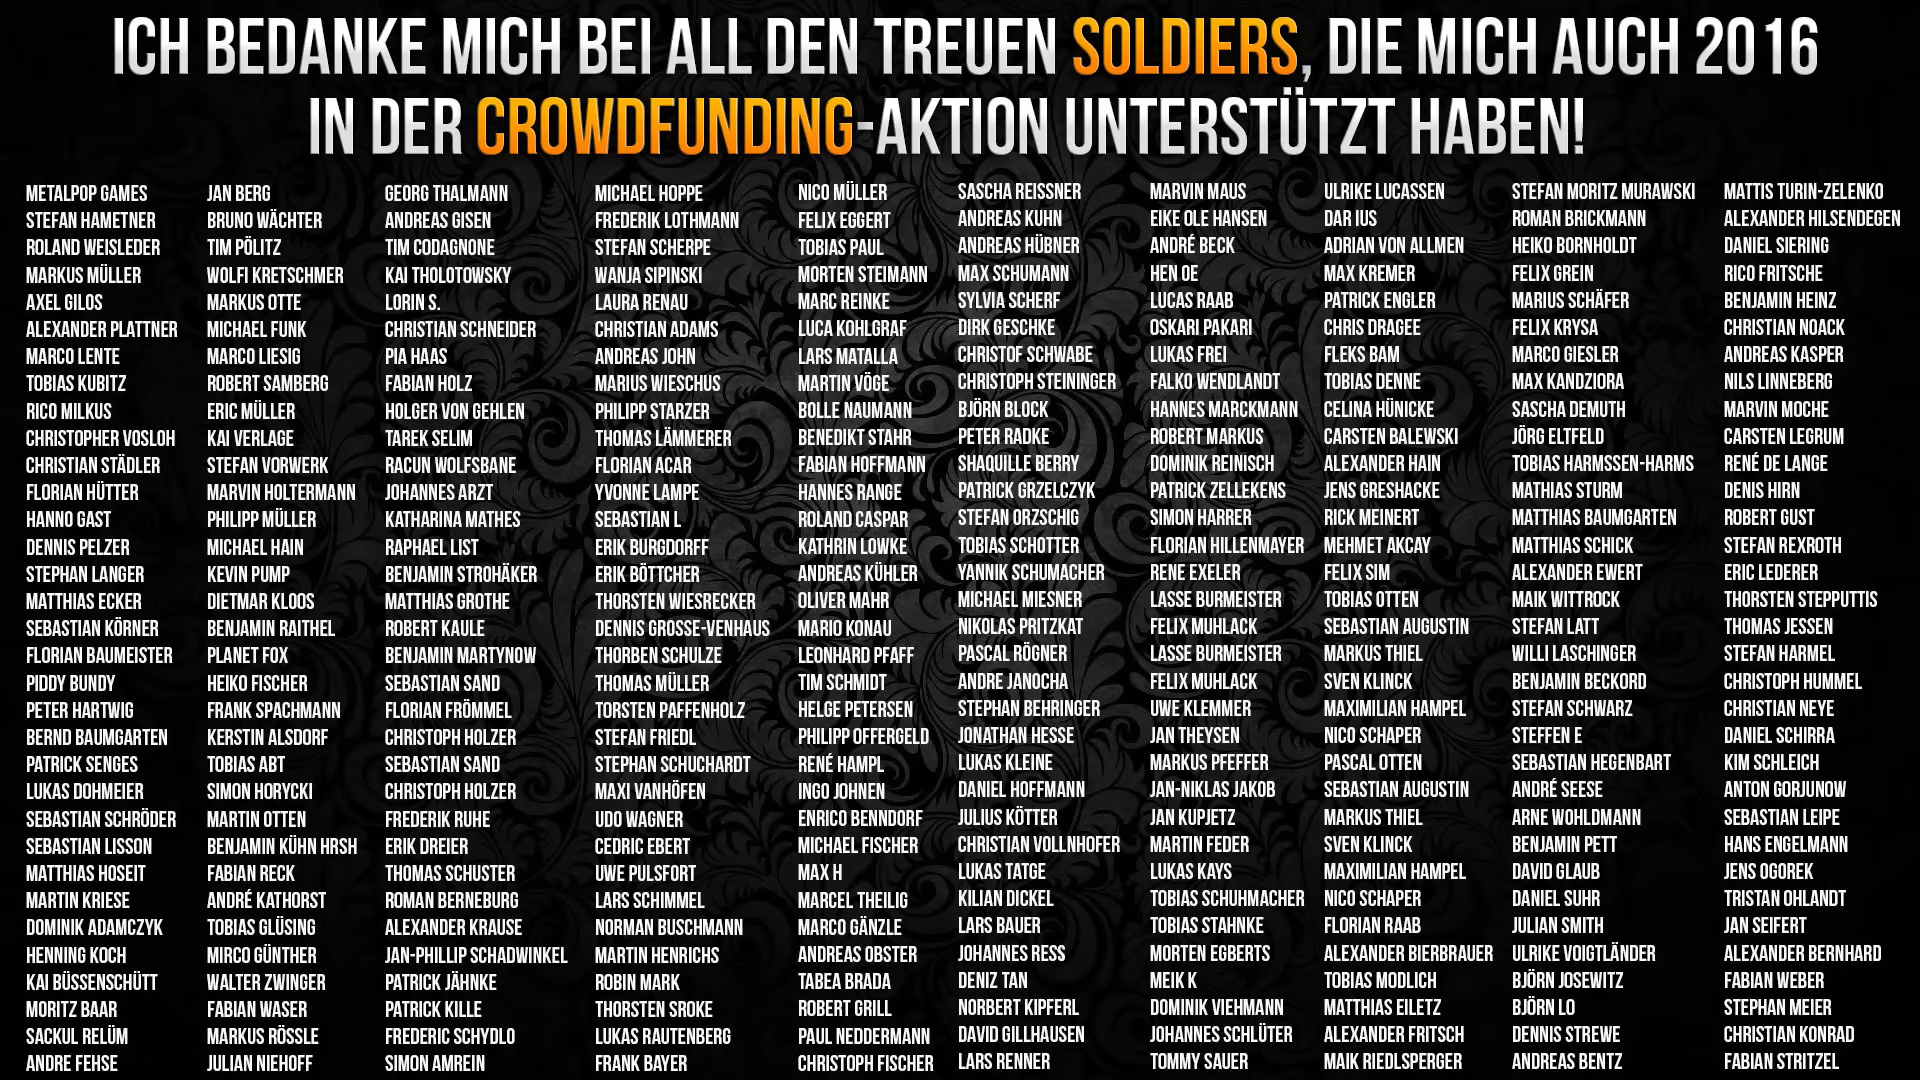 ICH BEDANKE MICH BEI ALL DEN TREUEN SOLDIERS, DIE MICH AUCH 2016
IN DER CROWDFUNDING-AKTION UNTERSTÜTZT HABEN!
METALPOP GAMES
STEFAN HAMETNER
ROLAND WEISLEDER
MARKUS MÜLLER
AXEL GILOS
ALEXANDER PLATTNER
MARCO LENTE
TOBIAS KUBITZ
RICO MILKUS
CHRISTOPHER VOSLOH
CHRISTIAN STÄDLER
FLORIAN HÜTTER
HANNO GAST
DENNIS PELZER
STEPHAN LANGER
MATTHIAS ECKER
SEBASTIAN KÖRNER
FLORIAN BAUMEISTER
PIDDY BUNDY
PETER HARTWIG
BERND BAUMGARTEN
PATRICK SENGES
LUKAS DOHMEIER
SEBASTIAN SCHRÖDER
SEBASTIAN LISSON
MATTHIAS HOSEIT
MARTIN KRIESE
DOMINIK ADAMCZYK
HENNING KOCH
KAI BÜSSENSCHÜTT
MORITZ BAAR
SACKUL RELÜM
ANDRE FEHSE
JAN BERG
BRUNO WÄCHTER
TIM PÖLITZ
WOLFI KRETSCHMER
MARKUS OTTE
MICHAEL FUNK
MARCO LIESIG
ROBERT SAMBERG
ERIC MÜLLER
KAI VERLAGE
STEFAN VORWERK
MARVIN HOLTERMANN
PHILIPP MÜLLER
MICHAEL HAIN
KEVIN PUMP
DIETMAR KLOOS
BENJAMIN RAITHEL
PLANET FOX
HEIKO FISCHER
FRANK SPACHMANN
KERSTIN ALSDORF
TOBIAS ABT
SIMON HORYCKI
MARTIN OTTEN
BENJAMIN KÜHN HRSH
FABIAN RECK
ANDRÉ KATHORST
TOBIAS GLÜSING
MIRCO GÜNTHER
WALTER ZWINGER
FABIAN WASER
MARKUS RÖSSLE
JULIAN NIEHOFF
GEORG THALMANN
ANDREAS GISEN
TIM CODAGNONE
KAI THOLOTOWSKY
LORIN S.
CHRISTIAN SCHNEIDER
PIA HAAS
FABIAN HOLZ
HOLGER VON GEHLEN
TAREK SELIM
RACUN WOLFSBANE
JOHANNES ARZT
KATHARINA MATHES
RAPHAEL LIST
BENJAMIN STROHÄKER
MATTHIAS GROTHE
ROBERT KAULE
BENJAMIN MARTYNOW
SEBASTIAN SAND
FLORIAN FRÖMMEL
CHRISTOPH HOLZER
SEBASTIAN SAND
CHRISTOPH HOLZER
FREDERIK RUHE
ERIK DREIER
THOMAS SCHUSTER
ROMAN BERNEBURG
ALEXANDER KRAUSE
JAN-PHILLIP SCHADWINKEL
PATRICK JÄHNKE
PATRICK KILLE
FREDERIC SCHYDLO
SIMON AMREIN
MICHAEL HOPPE
FREDERIK LOTHMANN
STEFAN SCHERPE
WANJA SIPINSKI
LAURA RENAU
CHRISTIAN ADAMS
ANDREAS JOHN
MARIUS WIESCHUS
PHILIPP STARZER
THOMAS LÄMMERER
FLORIAN ACAR
YVONNE LAMPE
SEBASTIAN L
ERIK BURGDORFF
ERIK BÖTTCHER
THORSTEN WIESRECKER
DENNIS GROSSE-VENHAUS
THORBEN SCHULZE
THOMAS MÜLLER
TORSTEN PAFFENHOLZ
STEFAN FRIEDL
STEPHAN SCHUCHARDT
MAXI VANHÖFEN
UDO WAGNER
CEDRIC EBERT
UWE PULSFORT
LARS SCHIMMEL
NORMAN BUSCHMANN
MARTIN HENRICHS
ROBIN MARK
THORSTEN SROKE
LUKAS RAUTENBERG
FRANK BAYER
NICO MÜLLER
FELIX EGGERT
TOBIAS PAUL
MORTEN STEIMANN
MARC REINKE
LUCA KOHLGRAF
LARS MATALLA
MARTIN VÖGE
BOLLE NAUMANN
BENEDIKT STAHR
FABIAN HOFFMANN
HANNES RANGE
ROLAND CASPAR
KATHRIN LOWKE
ANDREAS KÜHLER
OLIVER MAHR
MARIO KONAU
LEONHARD PFAFF
TIM SCHMIDT
HELGE PETERSEN
PHILIPP OFFERGELD
RENÉ HAMPL
INGO JOHNEN
ENRICO BENNDORF
MICHAEL FISCHER
MAX H
MARCEL THEILIG
MARCO GÄNZLE
ANDREAS OBSTER
TABEA BRADA
ROBERT GRILL
PAUL NEDDERMANN
CHRISTOPH FISCHER
SASCHA REISSNER
ANDREAS KUHN
ANDREAS HÜBNER
MAX SCHUMANN
SYLVIA SCHERF
DIRK GESCHKE
CHRISTOF SCHWABE
CHRISTOPH STEININGER
BJÖRN BLOCK
PETER RADKE
SHAQUILLE BERRY
PATRICK GRZELCZYK
STEFAN ORZSCHIG
TOBIAS SCHOTTER
YANNIK SCHUMACHER
MICHAEL MIESNER
NIKOLAS PRITZKAT
PASCAL RÖGNER
ANDRE JANOCHA
STEPHAN BEHRINGER
JONATHAN HESSE
LUKAS KLEINE
DANIEL HOFFMANN
JULIUS KÖTTER
CHRISTIAN VOLLNHOFER
LUKAS TATGE
KILIAN DICKEL
LARS BAUER
JOHANNES RESS
DENIZ TAN
NORBERT KIPFERL
DAVID GILLHAUSEN
LARS RENNER
MARVIN MAUS
EIKE OLE HANSEN
ANDRÉ BECK
HEN OE
LUCAS RAAB
OSKARI PAKARI
LUKAS FREI
FALKO WENDLANDT
HANNES MARCKMANN
ROBERT MARKUS
DOMINIK REINISCH
PATRICK ZELLEKENS
SIMON HARRER
FLORIAN HILLENMAYER
RENE EXELER
LASSE BURMEISTER
FELIX MUHLACK
LASSE BURMEISTER
FELIX MUHLACK
UWE KLEMMER
JAN THEYSEN
MARKUS PFEFFER
JAN-NIKLAS JAKOB
JAN KUPJETZ
MARTIN FEDER
LUKAS KAYS
TOBIAS SCHUHMACHER
TOBIAS STAHNKE
MORTEN EGBERTS
MEIK K
DOMINIK VIEHMANN
JOHANNES SCHLÜTER
TOMMY SAUER
ULRIKE LUCASSEN
DAR IUS
ADRIAN VON ALLMEN
MAX KREMER
PATRICK ENGLER
CHRIS DRAGEE
FLEKS BAM
TOBIAS DENNE
CELINA HÜNICKE
CARSTEN BALEWSKI
ALEXANDER HAIN
JENS GRESHACKE
RICK MEINERT
MEHMET AKCAY
FELIX SIM
TOBIAS OTTEN
SEBASTIAN AUGUSTIN
MARKUS THIEL
SVEN KLINCK
MAXIMILIAN HAMPEL
NICO SCHAPER
PASCAL OTTEN
SEBASTIAN AUGUSTIN
MARKUS THIEL
SVEN KLINCK
MAXIMILIAN HAMPEL
NICO SCHAPER
FLORIAN RAAB
ALEXANDER BIERBRAUER
TOBIAS MODLICH
MATTHIAS EILETZ
ALEXANDER FRITSCH
MAIK RIEDLSPERGER
STEFAN MORITZ MURAWSKI
ROMAN BRICKMANN
HEIKO BORNHOLDT
FELIX GREIN
MARIUS SCHÄFER
FELIX KRYSA
MARCO GIESLER
MAX KANDZIORA
SASCHA DEMUTH
JÖRG ELTFELD
TOBIAS HARMSSEN-HARMS
MATHIAS STURM
MATTHIAS BAUMGARTEN
MATTHIAS SCHICK
ALEXANDER EWERT
MAIK WITTROCK
STEFAN LATT
WILLI LASCHINGER
BENJAMIN BECKORD
STEFAN SCHWARZ
STEFFEN E
SEBASTIAN HEGENBART
ANDRÉ SEESE
ARNE WOHLDMANN
BENJAMIN PETT
DAVID GLAUB
DANIEL SUHR
JULIAN SMITH
ULRIKE VOIGTLÄNDER
BJÖRN JOSEWITZ
BJÖRN LO
DENNIS STREWE
ANDREAS BENTZ
MATTIS TURIN-ZELENKO
ALEXANDER HILSENDEGEN
DANIEL SIERING
RICO FRITSCHE
BENJAMIN HEINZ
CHRISTIAN NOACK
ANDREAS KASPER
NILS LINNEBERG
MARVIN MOCHE
CARSTEN LEGRUM
RENÉ DE LANGE
DENIS HIRN
ROBERT GUST
STEFAN REXROTH
ERIC LEDERER
THORSTEN STEPPUTTIS
THOMAS JESSEN
STEFAN HARMEL
CHRISTOPH HUMMEL
CHRISTIAN NEYE
DANIEL SCHIRRA
KIM SCHLEICH
ANTON GORJUNOW
SEBASTIAN LEIPE
HANS ENGELMANN
JENS OGOREK
TRISTAN OHLANDT
JAN SEIFERT
ALEXANDER BERNHARD
FABIAN WEBER
STEPHAN MEIER
CHRISTIAN KONRAD
FABIAN STRITZEL